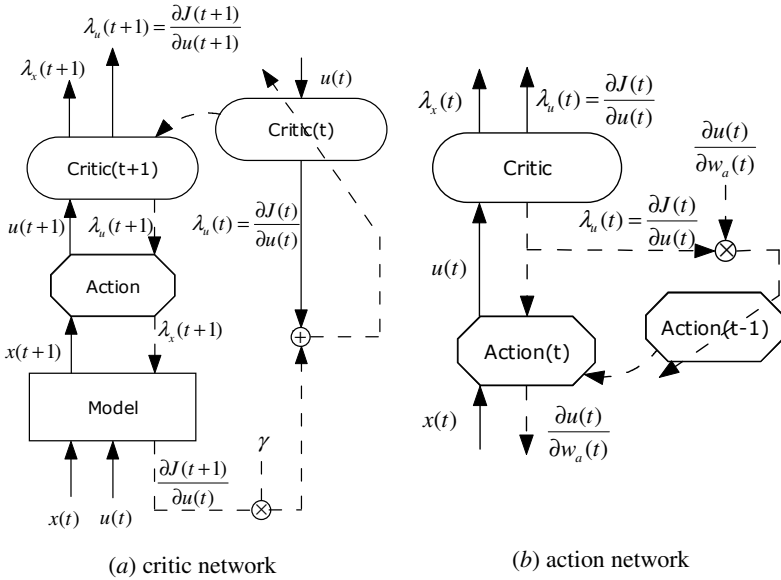 λ_u(t+1) = ∂J(t+1)/∂u(t+1)
λ_x(t+1)
u(t)
Critic(t)
Critic(t+1)
u(t+1)
λ_u(t+1)
λ_u(t) = ∂J(t)/∂u(t)
Action
λ_x(t+1)
x(t+1)
+
Model
γ
∂J(t+1)/∂u(t)
×
x(t)
u(t)
(a) critic network
λ_x(t)
λ_u(t) = ∂J(t)/∂u(t)
∂u(t)/∂w_a(t)
Critic
λ_u(t) = ∂J(t)/∂u(t)
×
u(t)
Action(t-1)
Action(t)
x(t)
∂u(t)/∂w_a(t)
(b) action network